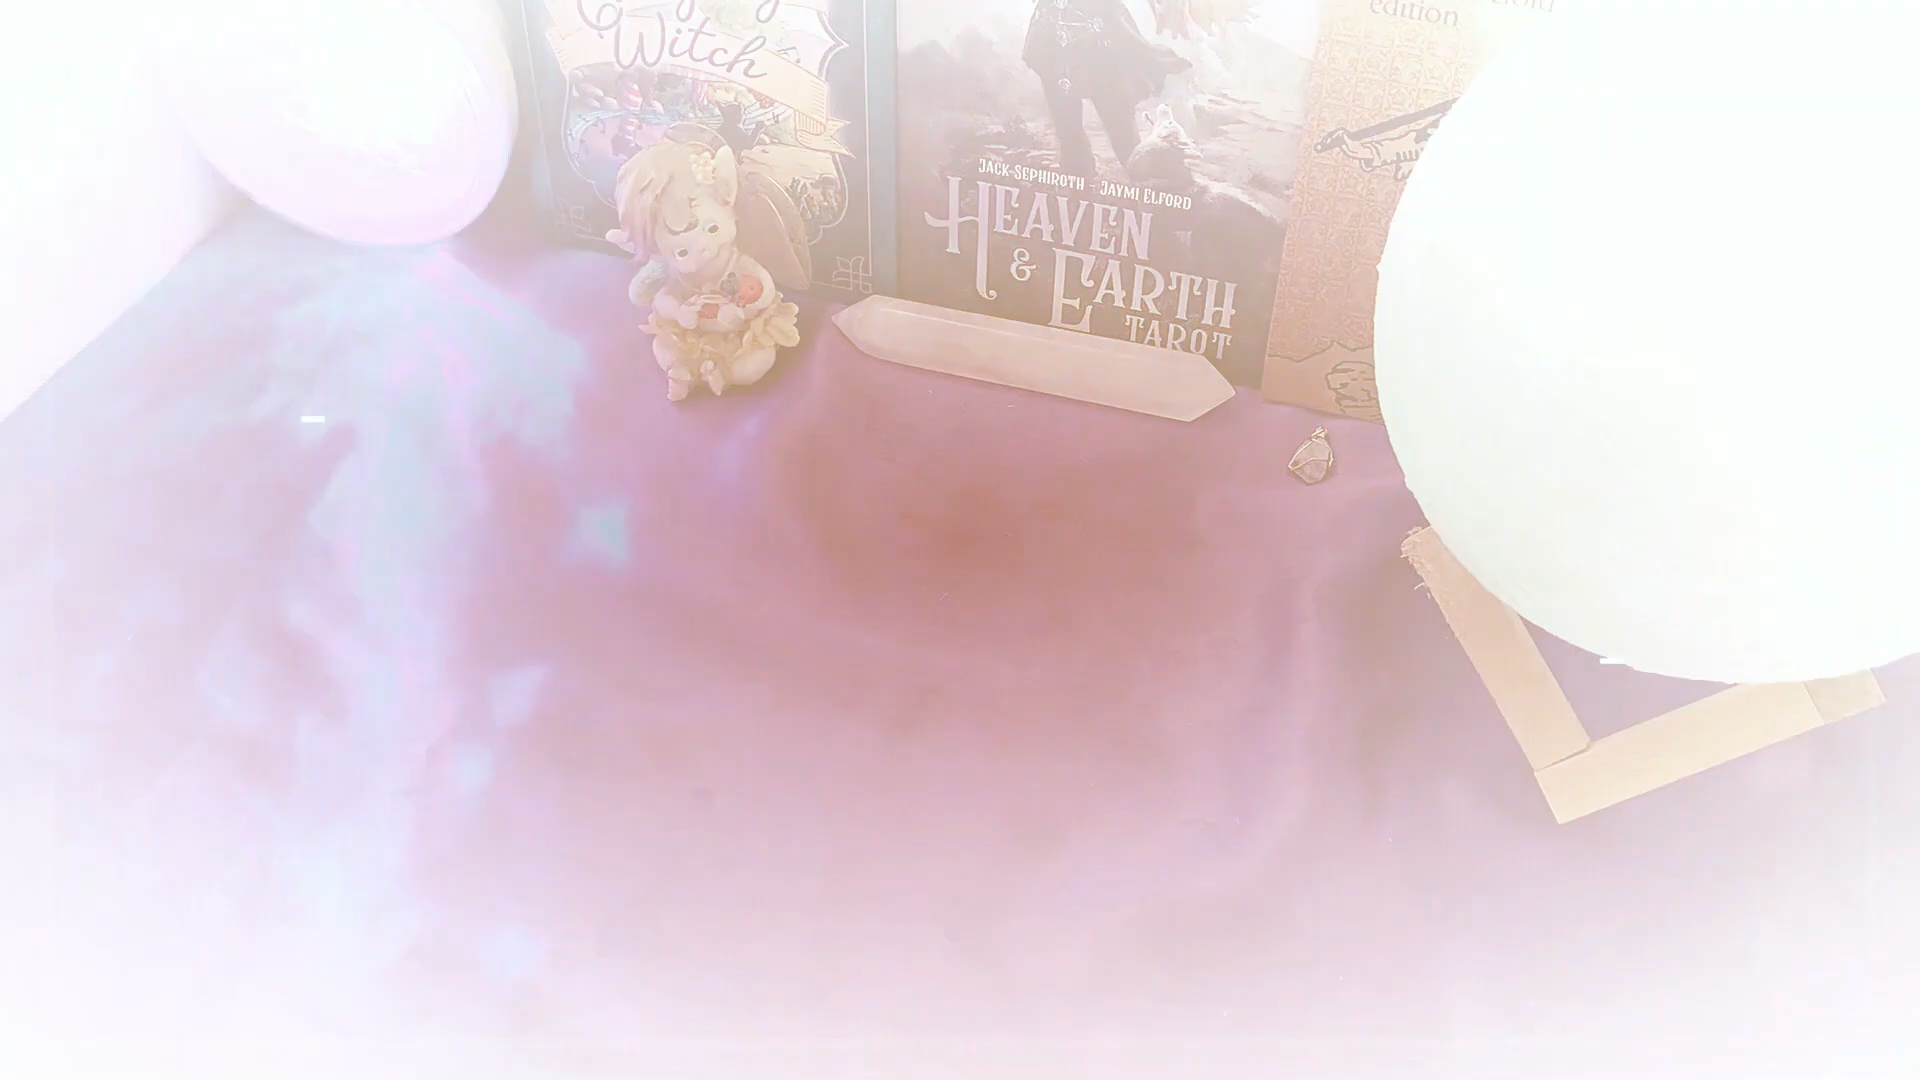 Witch
edition
JACK SEPHIROTH - JAYMI ELFORD
HEAVEN
& EARTH
TAROT